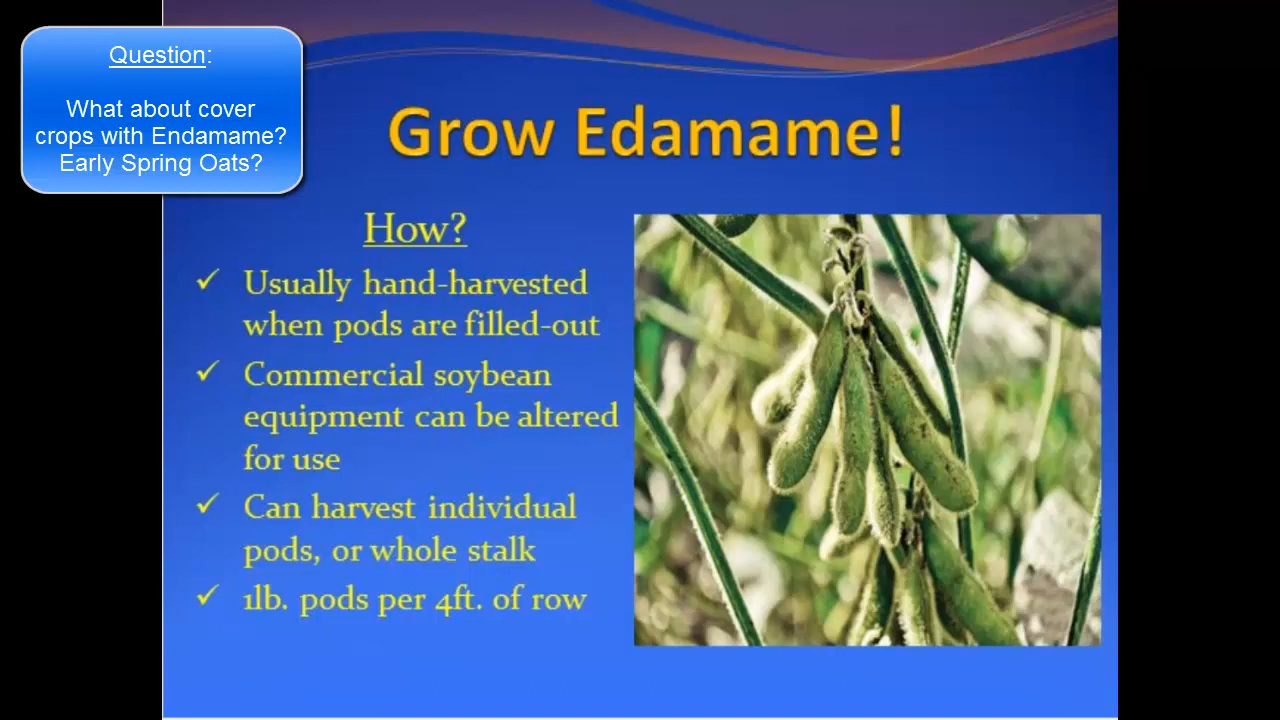 Question:
What about cover
crops with Endamame?
Early Spring Oats?
Grow Edamame!
How?
✓ Usually hand-harvested
when pods are filled-out
✓ Commercial soybean
equipment can be altered
for use
✓ Can harvest individual
pods, or whole stalk
✓ 1lb. pods per 4ft. of row